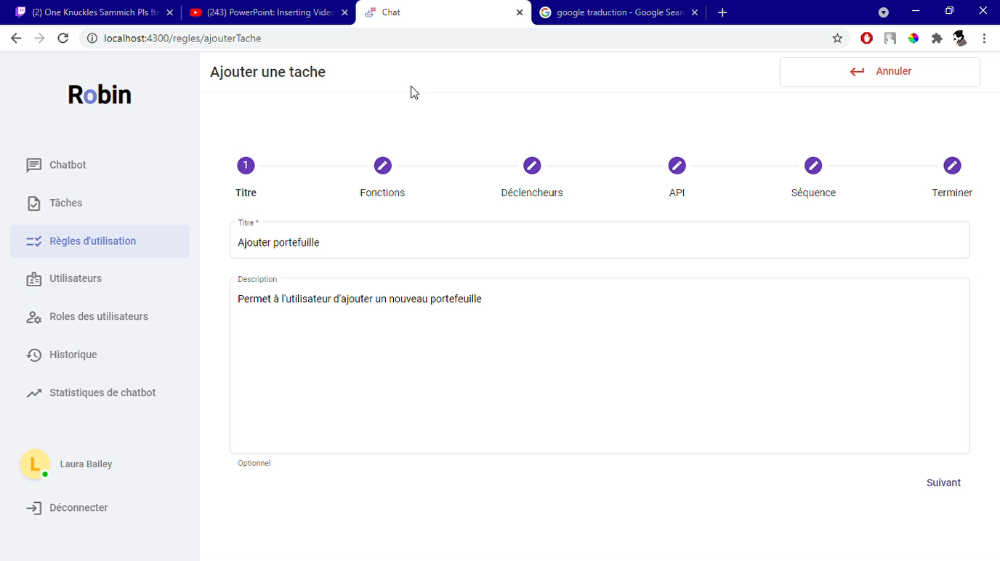 (2) One Knuckles Sammich Pls !te
(243) PowerPoint: Inserting Video
Chat
google traduction - Google Sear
localhost:4300/regles/ajouterTache
Robin
Chatbot
Tâches
Règles d'utilisation
Utilisateurs
Roles des utilisateurs
Historique
Statistiques de chatbot
L
Laura Bailey
Déconnecter
Ajouter une tache
Annuler
1
Titre
Fonctions
Déclencheurs
API
Séquence
Terminer
Titre *
Ajouter portefuille
Description
Permet à l'utilisateur d'ajouter un nouveau portefeuille
Optionnel
Suivant